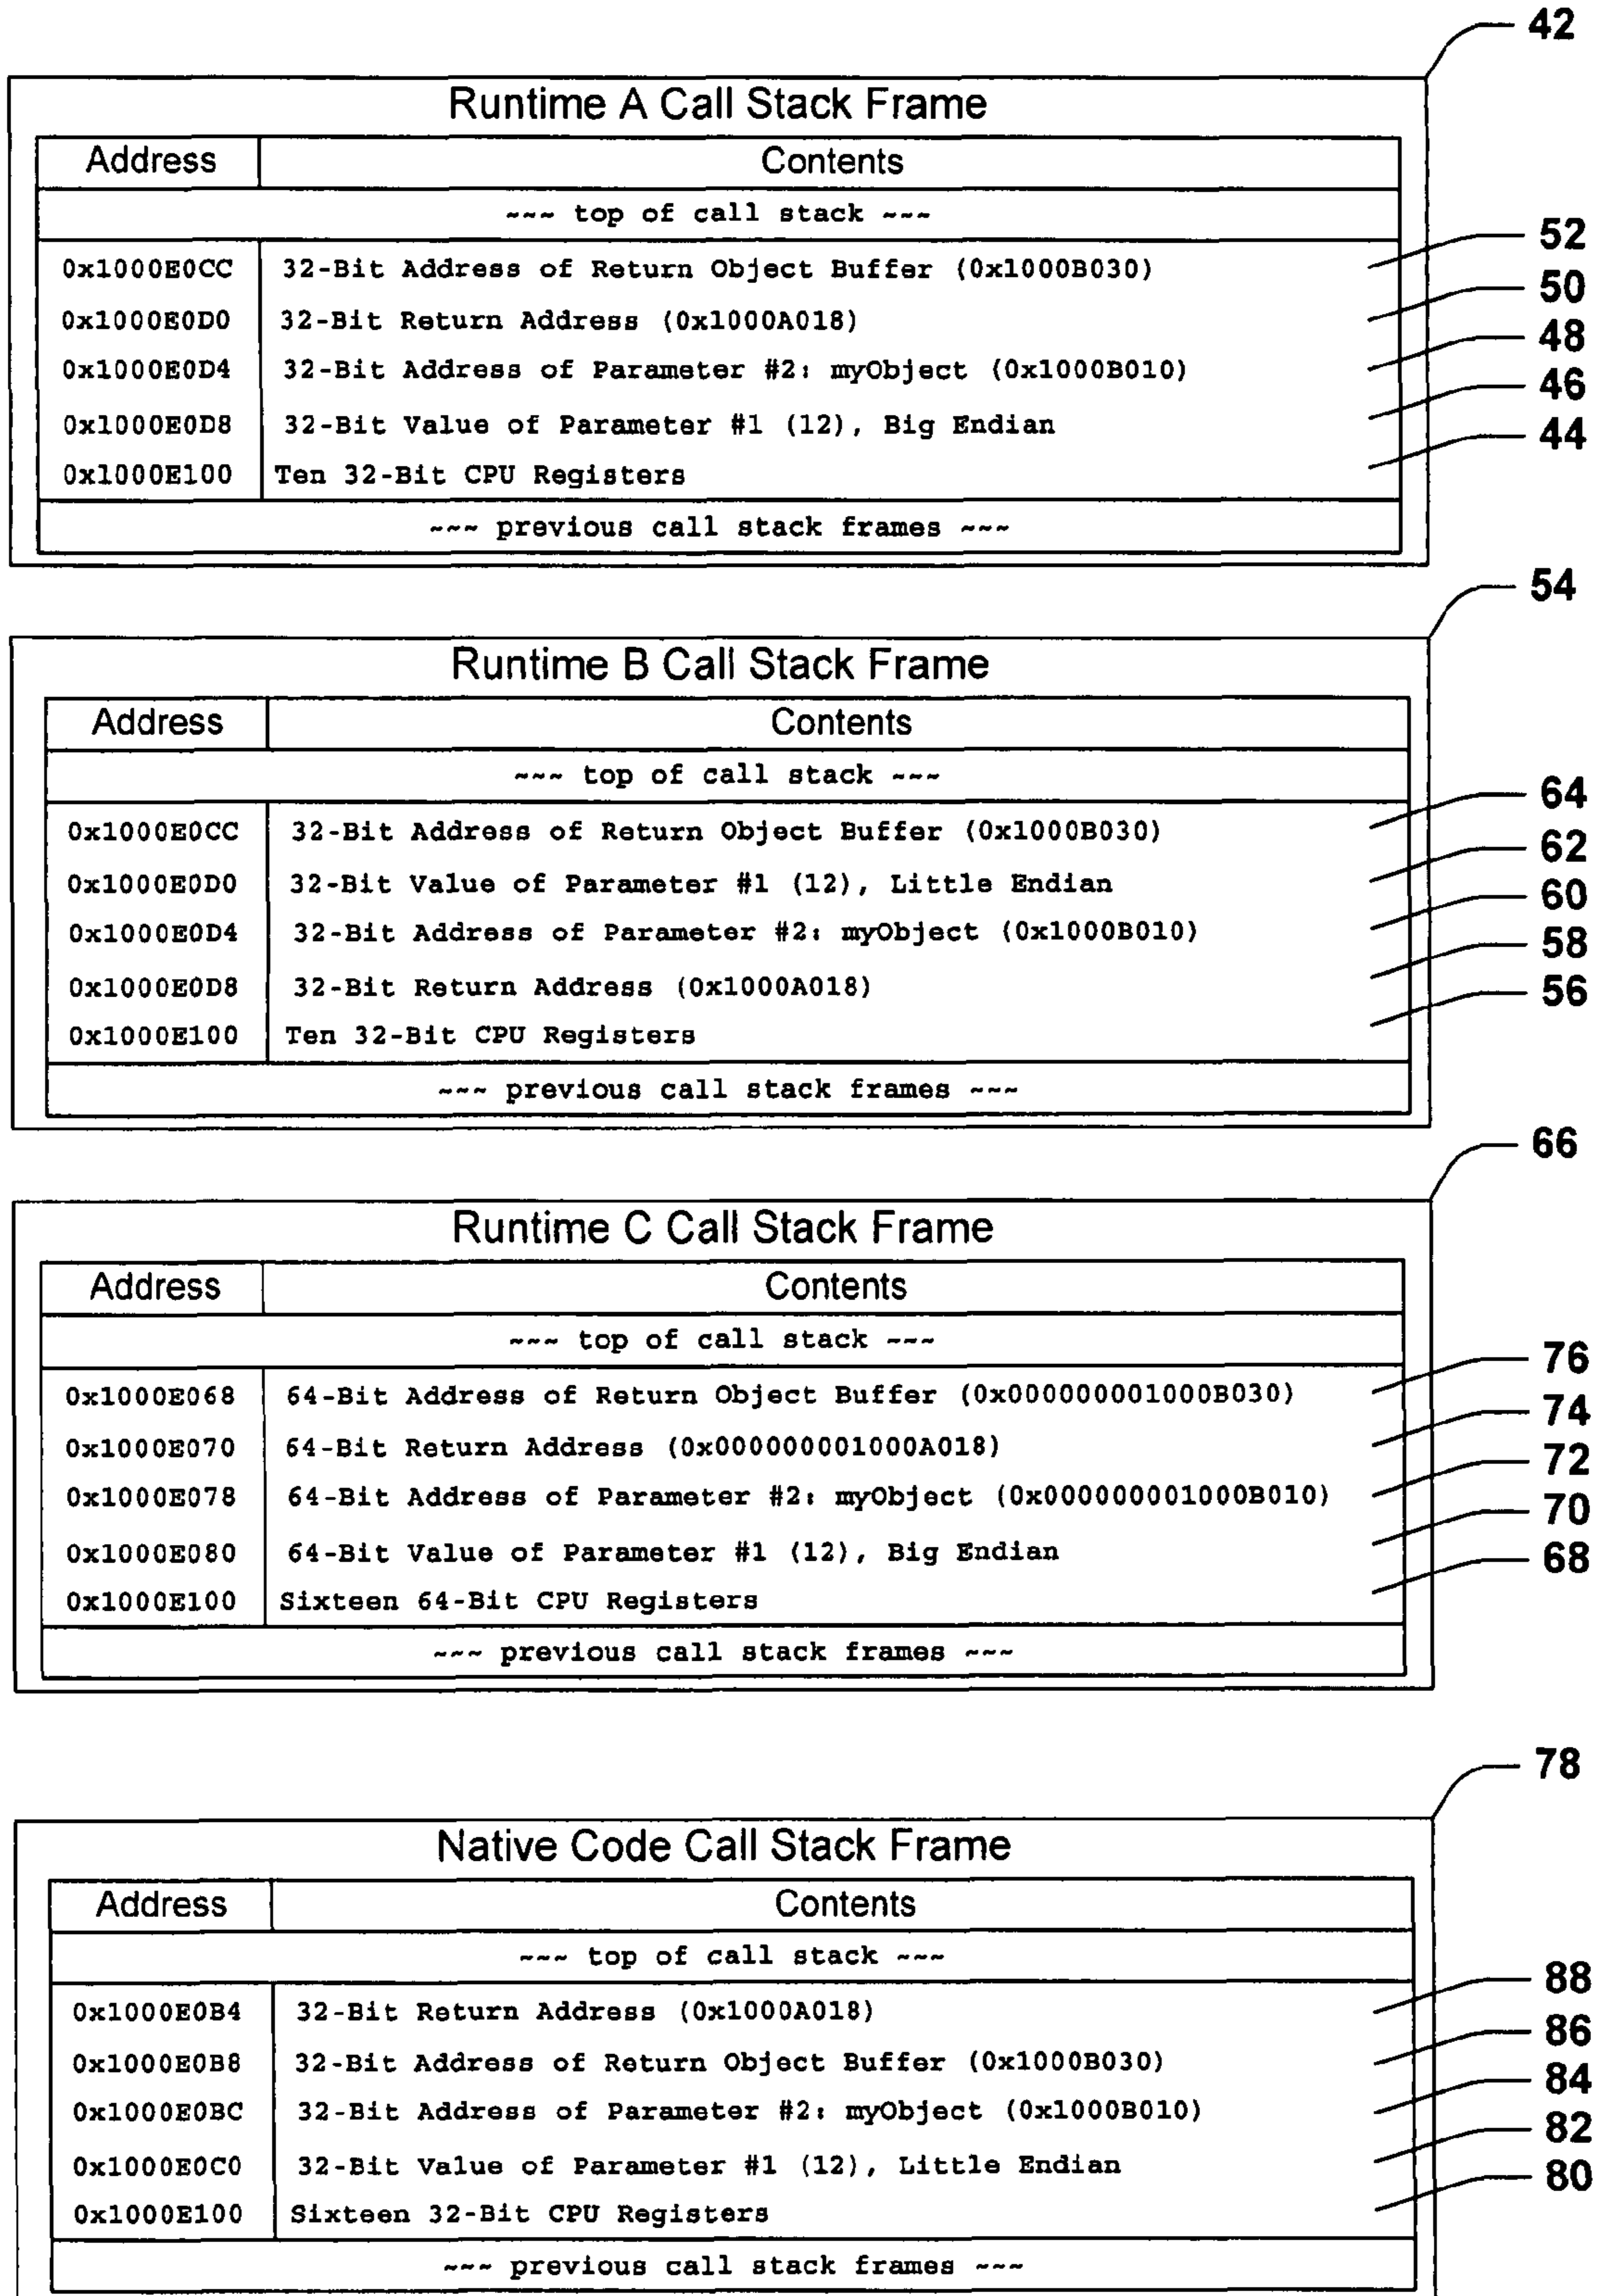 42
Runtime A Call Stack Frame
Address Contents
~~~ top of call stack ~~~
0x1000E0CC 32-Bit Address of Return Object Buffer (0x1000B030) 52
0x1000E0D0 32-Bit Return Address (0x1000A018) 50
0x1000E0D4 32-Bit Address of Parameter #2: myObject (0x1000B010) 48
0x1000E0D8 32-Bit Value of Parameter #1 (12), Big Endian 46
0x1000E100 Ten 32-Bit CPU Registers 44
~~~ previous call stack frames ~~~
54
Runtime B Call Stack Frame
Address Contents
~~~ top of call stack ~~~
0x1000E0CC 32-Bit Address of Return Object Buffer (0x1000B030) 64
0x1000E0D0 32-Bit Value of Parameter #1 (12), Little Endian 62
0x1000E0D4 32-Bit Address of Parameter #2: myObject (0x1000B010) 60
0x1000E0D8 32-Bit Return Address (0x1000A018) 58
0x1000E100 Ten 32-Bit CPU Registers 56
~~~ previous call stack frames ~~~
66
Runtime C Call Stack Frame
Address Contents
~~~ top of call stack ~~~
0x1000E068 64-Bit Address of Return Object Buffer (0x000000001000B030) 76
0x1000E070 64-Bit Return Address (0x000000001000A018) 74
0x1000E078 64-Bit Address of Parameter #2: myObject (0x000000001000B010) 72
0x1000E080 64-Bit Value of Parameter #1 (12), Big Endian 70
0x1000E100 Sixteen 64-Bit CPU Registers 68
~~~ previous call stack frames ~~~
78
Native Code Call Stack Frame
Address Contents
~~~ top of call stack ~~~
0x1000E0B4 32-Bit Return Address (0x1000A018) 88
0x1000E0B8 32-Bit Address of Return Object Buffer (0x1000B030) 86
0x1000E0BC 32-Bit Address of Parameter #2: myObject (0x1000B010) 84
0x1000E0C0 32-Bit Value of Parameter #1 (12), Little Endian 82
0x1000E100 Sixteen 32-Bit CPU Registers 80
~~~ previous call stack frames ~~~